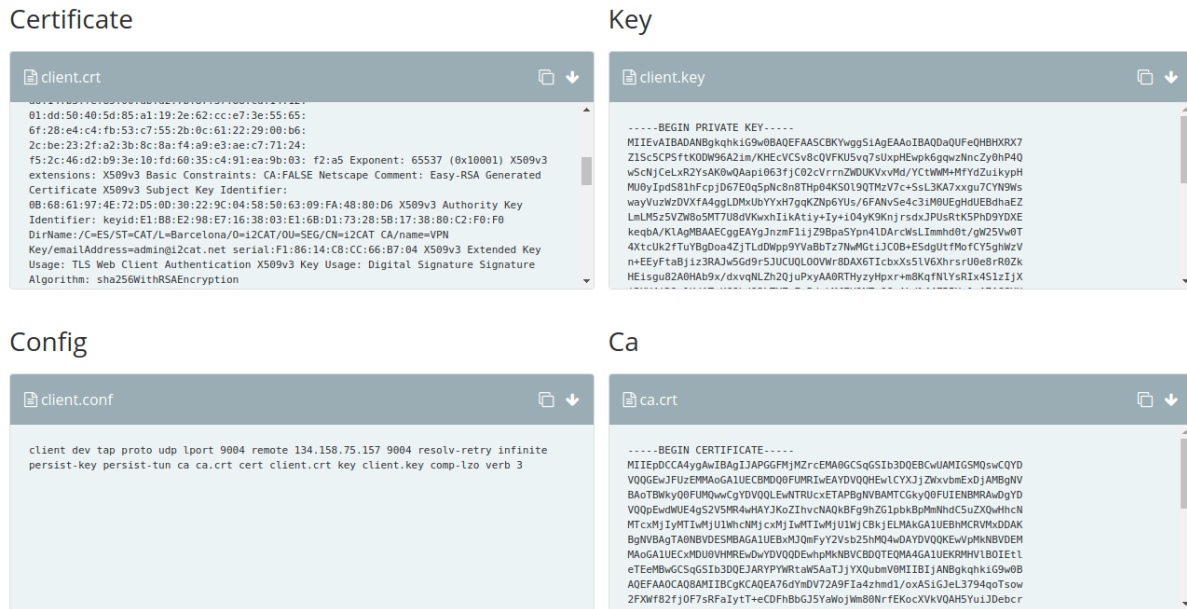 Certificate
Key
client.crt
client.key
01:dd:50:40:5d:85:a1:19:2e:62:cc:e7:3e:55:65:
6f:28:e4:c4:fb:53:c7:55:2b:0c:61:22:29:00:b6:
2c:be:23:2f:a2:3b:8c:8a:f4:a9:e3:ae:c7:71:24:
f5:2c:46:d2:b9:3e:10:fd:60:35:c4:91:ea:9b:03: f2:a5 Exponent: 65537 (0x10001) X509v3
extensions: X509v3 Basic Constraints: CA:FALSE Netscape Comment: Easy-RSA Generated
Certificate X509v3 Subject Key Identifier:
0B:68:61:97:4E:72:D5:0D:30:22:9C:04:58:50:63:09:FA:48:80:D6 X509v3 Authority Key
Identifier: keyid:E1:B8:E2:98:E7:16:38:03:E1:6B:D1:73:28:5B:17:38:80:C2:F0:F0
DirName:/C=ES/ST=CAT/L=Barcelona/O=i2CAT/OU=SEG/CN=i2CAT CA/name=VPN
Key/emailAddress=admin@i2cat.net serial:F1:86:14:C8:CC:66:B7:04 X509v3 Extended Key
Usage: TLS Web Client Authentication X509v3 Key Usage: Digital Signature Signature
Algorithm: sha256WithRSAEncryption
-----BEGIN PRIVATE KEY-----
MIIEvAIBADANBgkqhkiG9w0BAQEFAASCBKYwggSiAgEAAoIBAQDaQUFeQHBHXRX7
Z1Sc5CPSftKODW96A2im/KHEcVCSv8cQVFKU5vq7sUxpHEwpk6gqwzNncZy0hP4Q
wScNjCeLxR2YsAK0wQAapi063fjC02cVrrnZWDUKVxvMd/YCtWWM+MfYdZuikypH
MU0yIpdS81hFcpjD67EOq5pNc8n8THp04KSOl9QTMzV7c+SsL3KA7xxgu7CYN9Ws
wayVuzWzDVXfA4ggLDMxUbYYxH7gqKZNp6YUs/6FANvSe4c3iM0UEgHdUEBdhaEZ
LmLM5z5VZW8o5MT7U8dVKwxhIikAtiy+Iy+iO4yK9KnjrsdxJPUsRtK5PhD9YDXE
keqbA/KlAgMBAAECggEAYgJnzmF1ijZ9BpaSYpn4lDArcWsLImmhd0t/gW25Vw0T
4XtcUk2fTuYBgDoa4ZjTLdDWpp9YVaBbTz7NwMGtiJCOB+ESdgUtfMofCY5ghWzV
n+EEyFtaBjiz3RAJw5Gd9r5JUCUQLOOVWr8DAX6TIcbxXs5lV6XhrsrU0e8rR0Zk
HEisgu82A0HAb9x/dxvqNLZh2QjuPxyAA0RTHyzyHpxr+m8KqfNlYsRIx4S1zIjX
Config
Ca
client.conf
ca.crt
client dev tap proto udp lport 9004 remote 134.158.75.157 9004 resolv-retry infinite
persist-key persist-tun ca ca.crt cert client.crt key client.key comp-lzo verb 3
-----BEGIN CERTIFICATE-----
MIIEpDCCA4ygAwIBAgIJAPGGFMjMZrcEMA0GCSqGSIb3DQEBCwUAMIGSMQswCQYD
VQQGEwJFUzEMMAoGA1UECBMDQ0FUMRIwEAYDVQQHEwlCYXJjZWxvbmExDjAMBgNV
BAoTBWkyQ0FUMQwwCgYDVQQLEwNTRUcxETAPBgNVBAMTCGkyQ0FUIENBMRAwDgYD
VQQpEwdWUE4gS2V5MR4wHAYJKoZIhvcNAQkBFg9hZG1pbkBpMmNhdC5uZXQwHhcN
MTcxMjIyMTIwMjU1WhcNMjcxMjIwMTIwMjU1WjCBkjELMAkGA1UEBhMCRVMxDDAK
BgNVBAgTA0NBVDESMBAGA1UEBxMJQmFyY2Vsb25hMQ4wDAYDVQQKEwVpMkNBVDEM
MAoGA1UECxMDU0VHMREwDwYDVQQDEwhpMkNBVCBDQTEQMA4GA1UEKRMHVlBOIEtl
eTEeMBwGCSqGSIb3DQEJARYPYWRtaW5AaTJjYXQubmV0MIIBIjANBgkqhkiG9w0B
AQEFAAOCAQ8AMIIBCgKCAQEA76dYmDV72A9FIa4zhmd1/oxASiGJeL3794qoTsow
2FXWf82fjOF7sRFaIytT+eCDFhBbGJ5YaWojWm80NrfEKocXVkVQAH5YuiJDebcr